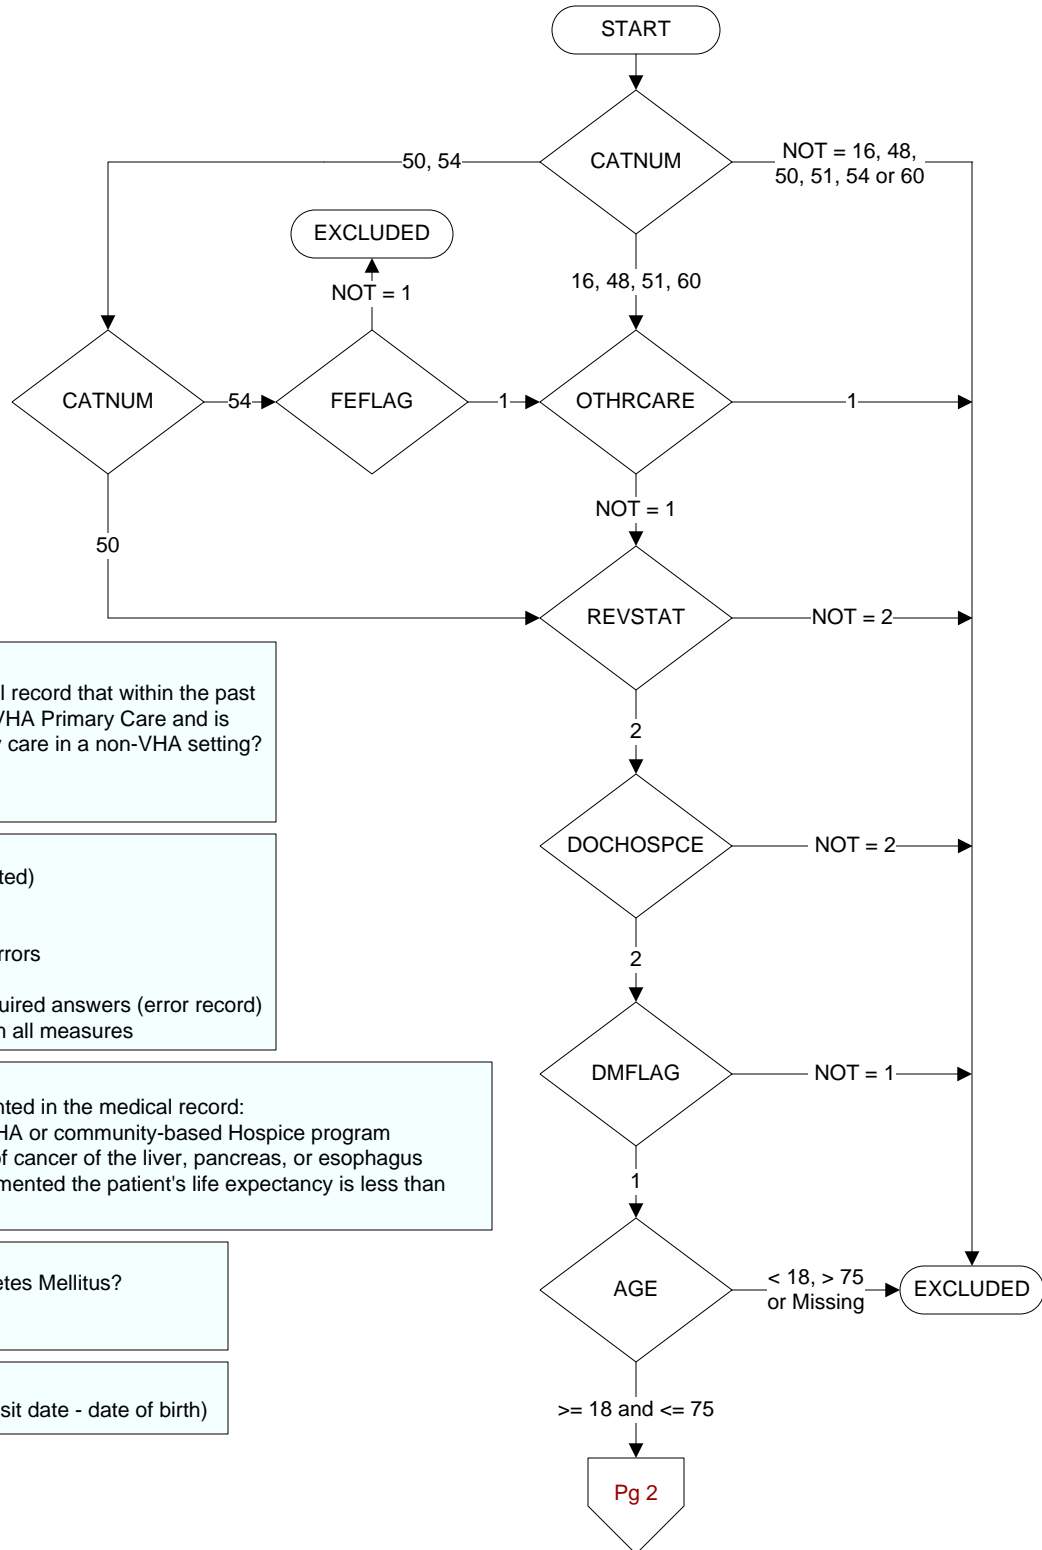 START
CATNUM
50, 54
NOT = 16, 48,
50, 51, 54 or 60
EXCLUDED
NOT = 1
16, 48, 51, 60
CATNUM
54
FEFLAG
1
OTHRCARE
1
NOT = 1
50
REVSTAT
NOT = 2
2
l record that within the past
VHA Primary Care and is
care in a non-VHA setting?
DOCHOSPCE
NOT = 2
2
ted)
rrors
uired answers (error record)
all measures
DMFLAG
NOT = 1
1
nted in the medical record:
HA or community-based Hospice program
of cancer of the liver, pancreas, or esophagus
mented the patient's life expectancy is less than
AGE
< 18, > 75
or Missing
EXCLUDED
etes Mellitus?
>= 18 and <= 75
sit date - date of birth)
Pg 2